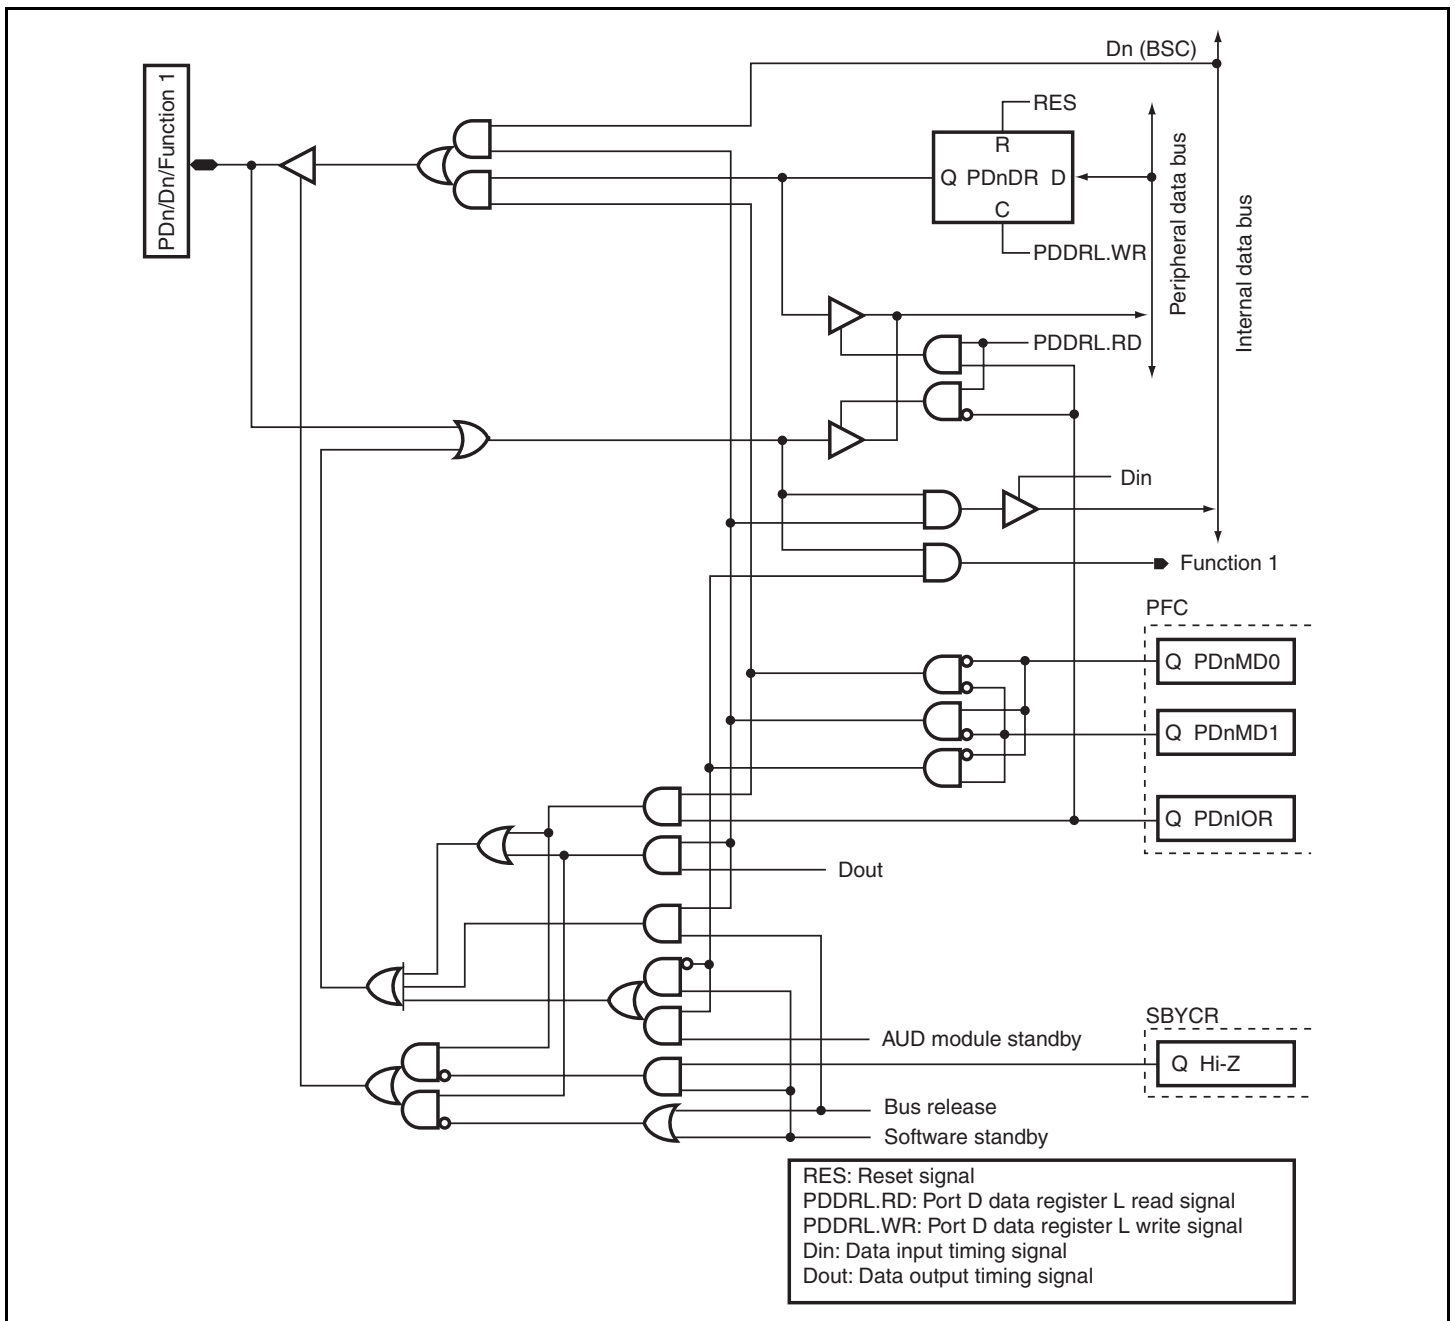 Dn (BSC)
PDn/Dn/Function 1
RES
R
Q PDnDR D
C
PDDRL.WR
Peripheral data bus
Internal data bus
PDDRL.RD
Din
Function 1
PFC
Q PDnMD0
Q PDnMD1
Q PDnIOR
Dout
SBYCR
AUD module standby
Q Hi-Z
Bus release
Software standby
RES: Reset signal
PDDRL.RD: Port D data register L read signal
PDDRL.WR: Port D data register L write signal
Din: Data input timing signal
Dout: Data output timing signal